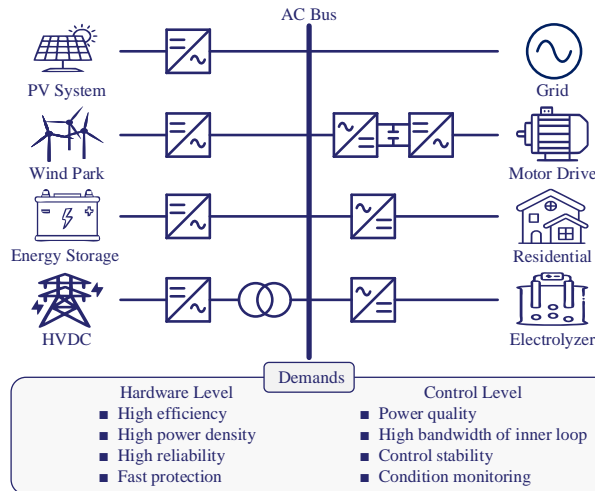 AC Bus
PV System
Grid
Wind Park
Motor Drive
Energy Storage
Residential
HVDC
Electrolyzer
Demands
Hardware Level
■ High efficiency
■ High power density
■ High reliability
■ Fast protection
Control Level
■ Power quality
■ High bandwidth of inner loop
■ Control stability
■ Condition monitoring